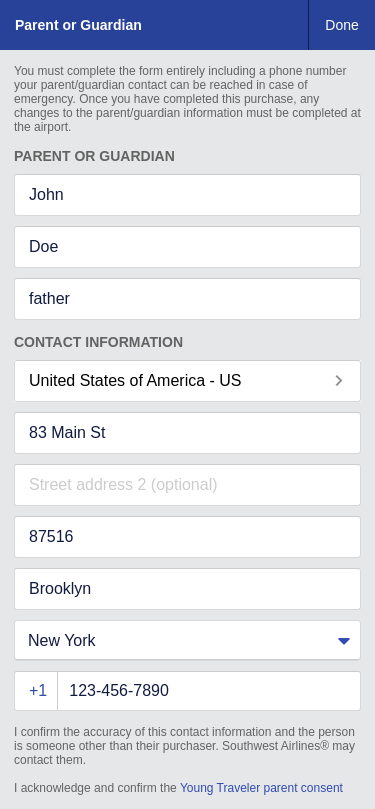 Parent or Guardian
Done
You must complete the form entirely including a phone number
your parent/guardian contact can be reached in case of
emergency. Once you have completed this purchase, any
changes to the parent/guardian information must be completed at
the airport.
PARENT OR GUARDIAN
John
Doe
father
CONTACT INFORMATION
United States of America - US
83 Main St
Street address 2 (optional)
87516
Brooklyn
New York
+1 123-456-7890
I confirm the accuracy of this contact information and the person
is someone other than their purchaser. Southwest Airlines® may
contact them.
I acknowledge and confirm the Young Traveler parent consent